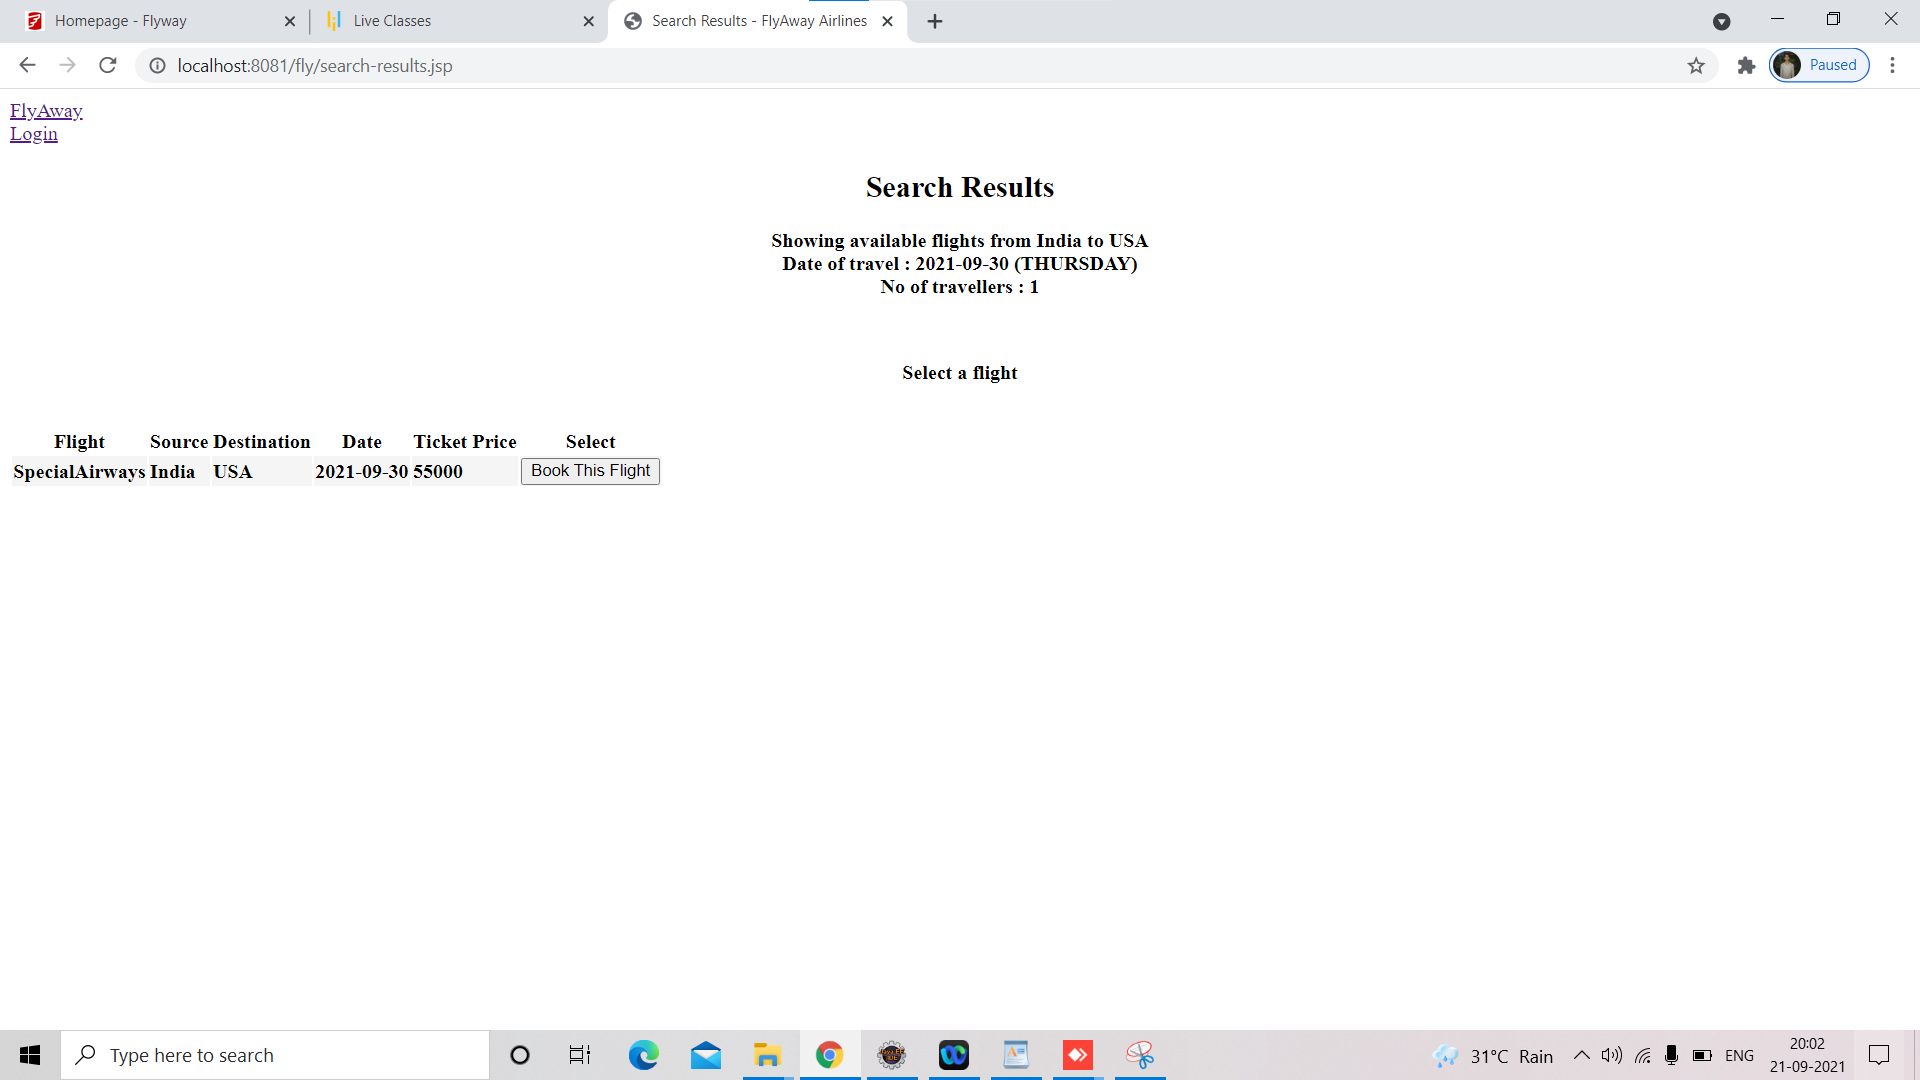 Homepage - Flyway
Live Classes
Search Results - FlyAway Airlines
localhost:8081/fly/search-results.jsp
Paused
FlyAway
Login
Search Results
Showing available flights from India to USA
Date of travel : 2021-09-30 (THURSDAY)
No of travellers : 1
Select a flight
Flight Source Destination Date Ticket Price Select
SpecialAirways India USA 2021-09-30 55000 Book This Flight
Type here to search
31°C Rain
ENG
20:02
21-09-2021